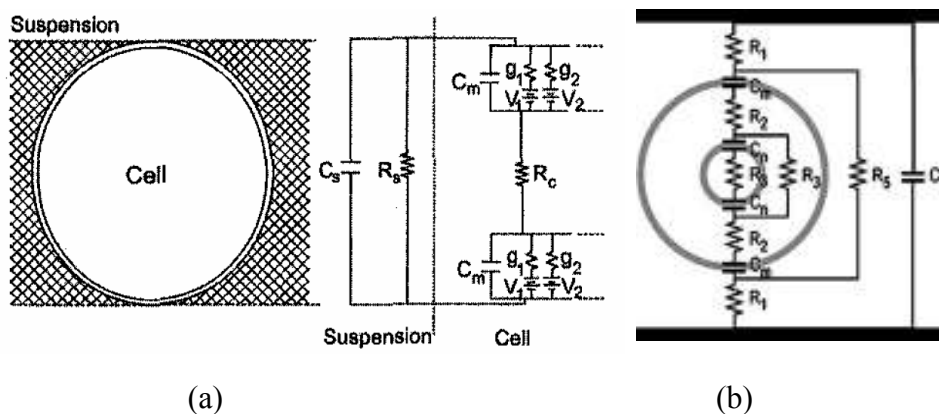 Suspension
Cell
C_s
R_s
C_m
g_1
g_2
V_1
V_2
R_c
C_m
g_1
g_2
V_1
V_2
Suspension
Cell
(a)
R_1
C_m
R_2
C_n
R_3
C_n
R_2
C_m
R_1
R_5
C
(b)